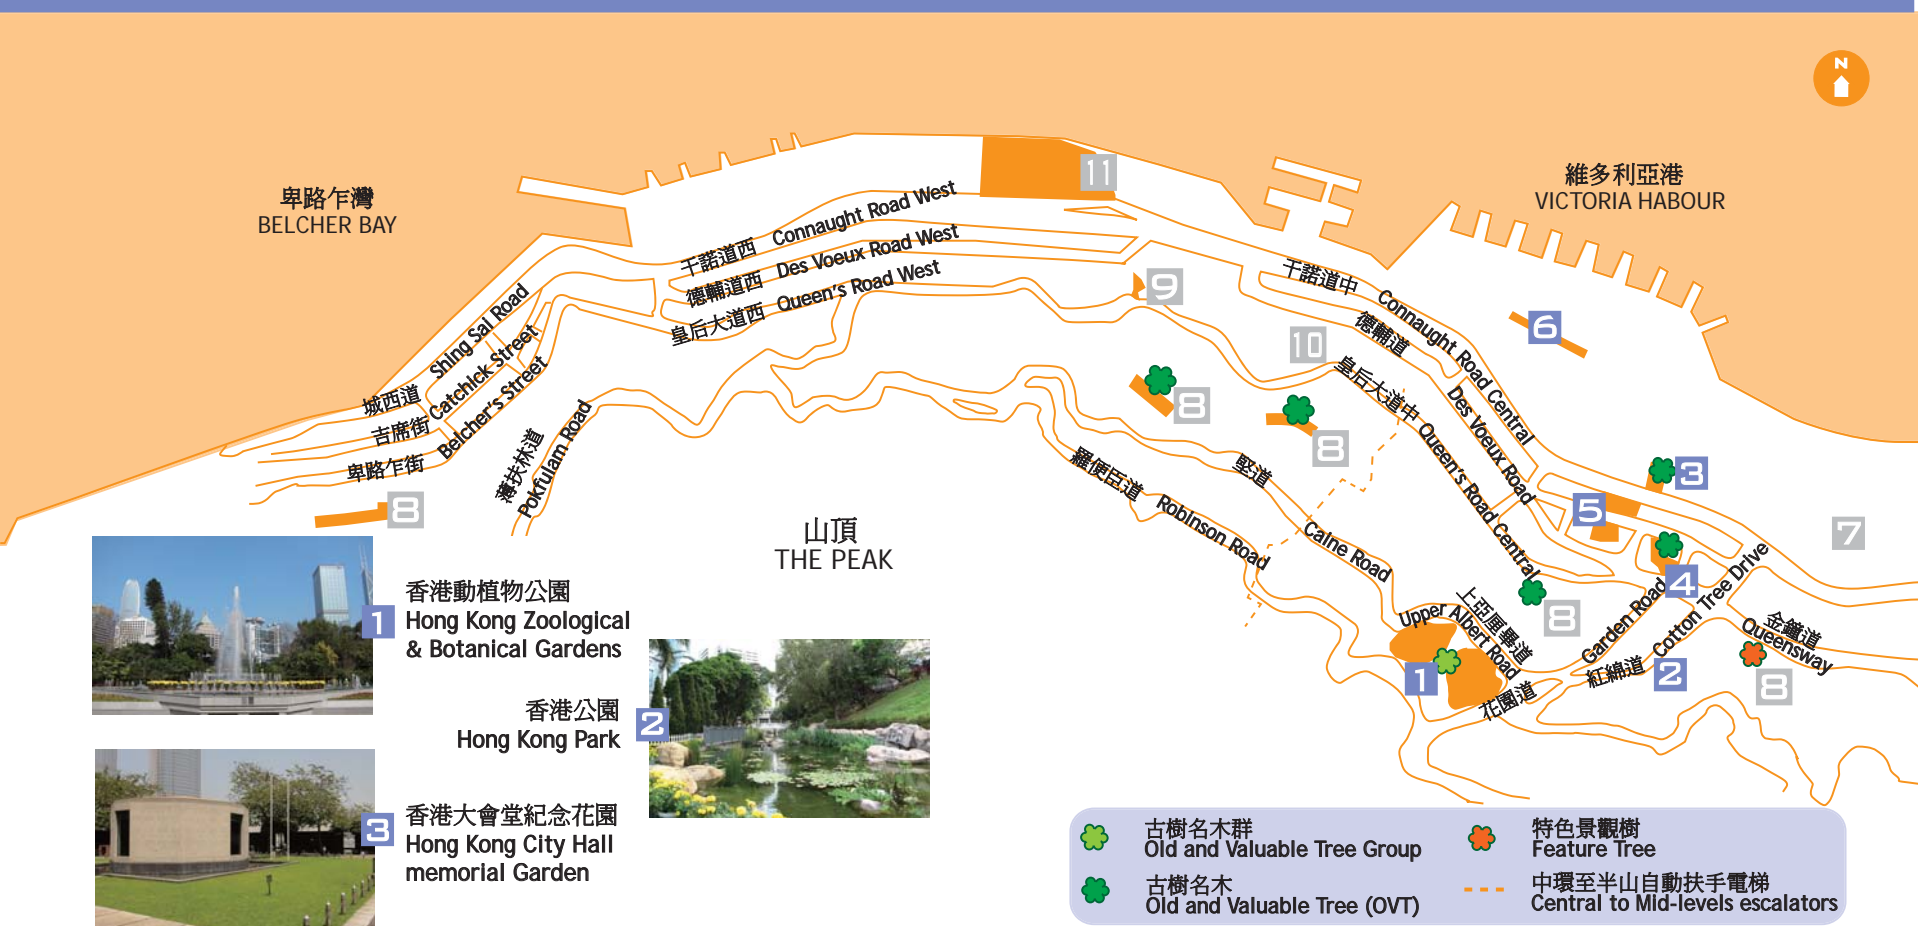 N
卑路乍灣
BELCHER BAY
維多利亞港
VICTORIA HABOUR
11
干諾道西 Connaught Road West
德輔道西 Des Voeux Road West
皇后大道西 Queen's Road West
9
干諾道中 Connaught Road Central
德輔道 Des Voeux Road
6
10
皇后大道中 Queen's Road Central
城西道 Shing Sai Road
吉席街 Catchick Street
卑路乍街 Belcher's Street
薄扶林道 Pokfulam Road
8
8
8
羅便臣道 Robinson Road
堅道 Caine Road
3
5
7
4
山頂
THE PEAK
上亞厘畢道
Upper Albert Road
8
花園道 Garden Road
紅綿道 Cotton Tree Drive
金鐘道
Queensway
1
2
8
1
香港動植物公園
Hong Kong Zoological
& Botanical Gardens
香港公園
Hong Kong Park
2
3
香港大會堂紀念花園
Hong Kong City Hall
memorial Garden
古樹名木群
Old and Valuable Tree Group
特色景觀樹
Feature Tree
古樹名木
Old and Valuable Tree (OVT)
中環至半山自動扶手電梯
Central to Mid-levels escalators